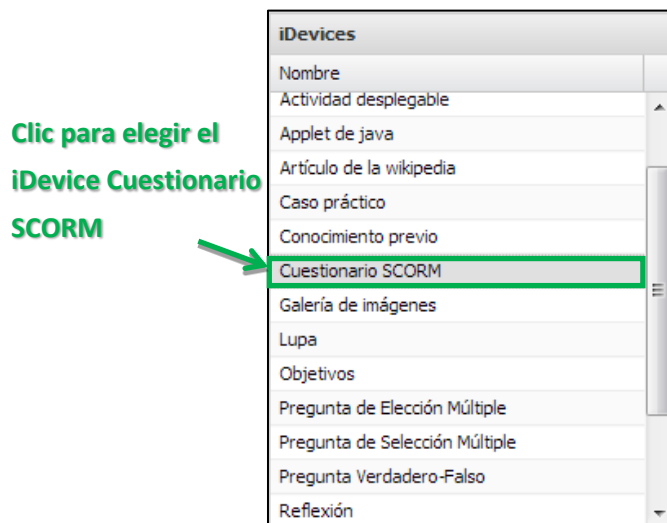 Clic para elegir el
iDevice Cuestionario
SCORM
iDevices
Nombre
Actividad desplegable
Applet de java
Artículo de la wikipedia
Caso práctico
Conocimiento previo
Cuestionario SCORM
Galería de imágenes
Lupa
Objetivos
Pregunta de Elección Múltiple
Pregunta de Selección Múltiple
Pregunta Verdadero-Falso
Reflexión